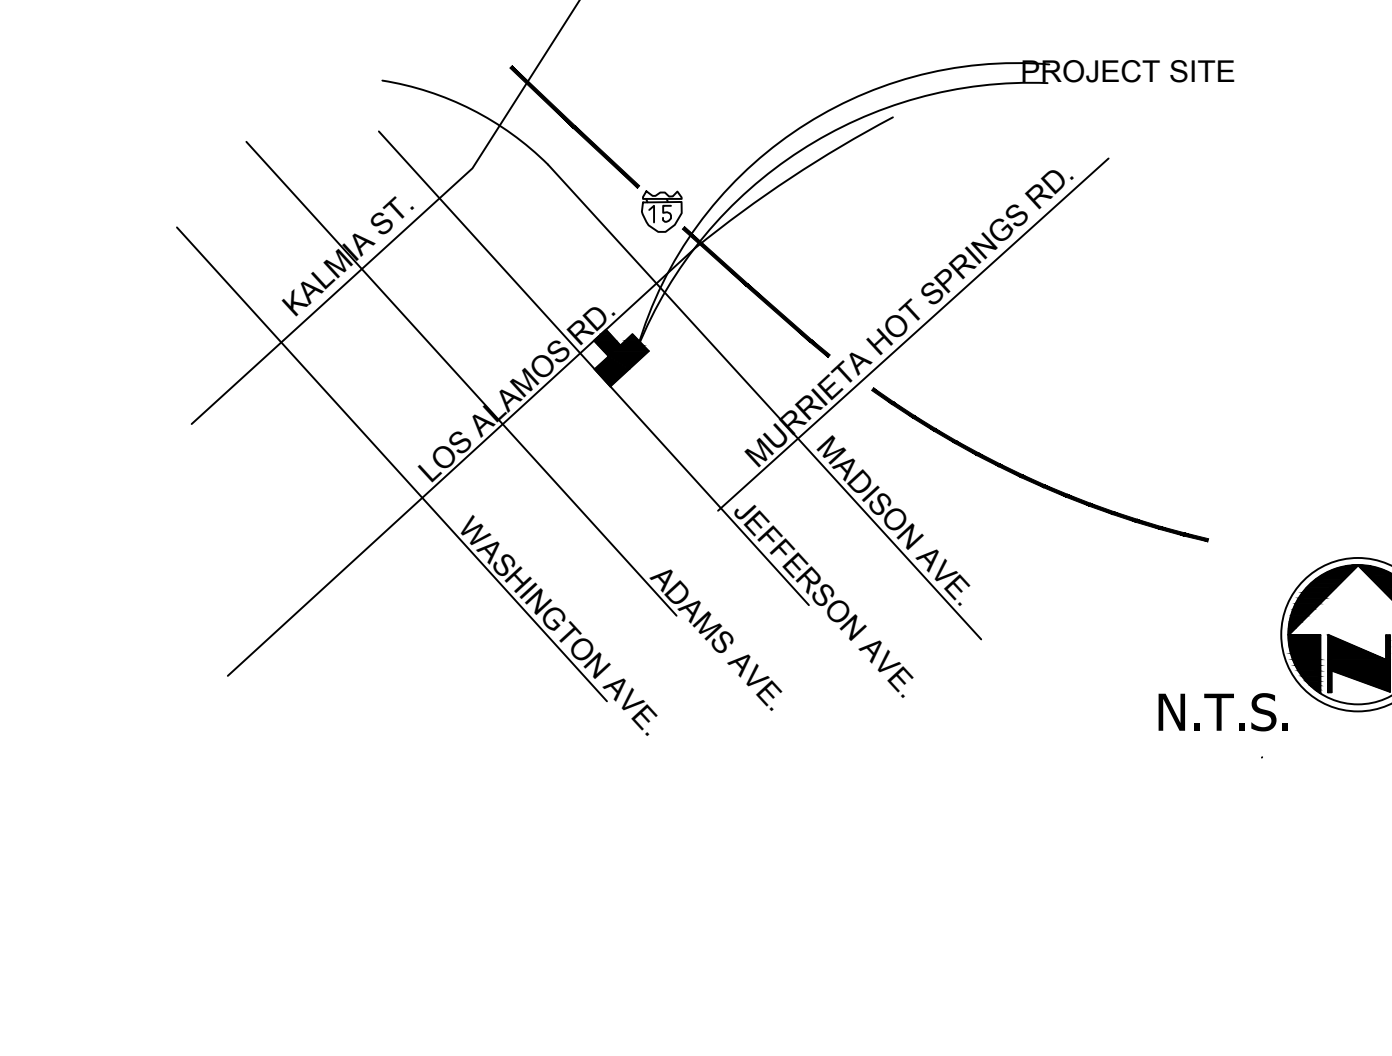 PROJECT SITE
15
KALMIA ST.
LOS ALAMOS RD.
MURRIETA HOT SPRINGS RD.
MADISON AVE.
JEFFERSON AVE.
ADAMS AVE.
WASHINGTON AVE.
N
N.T.S.